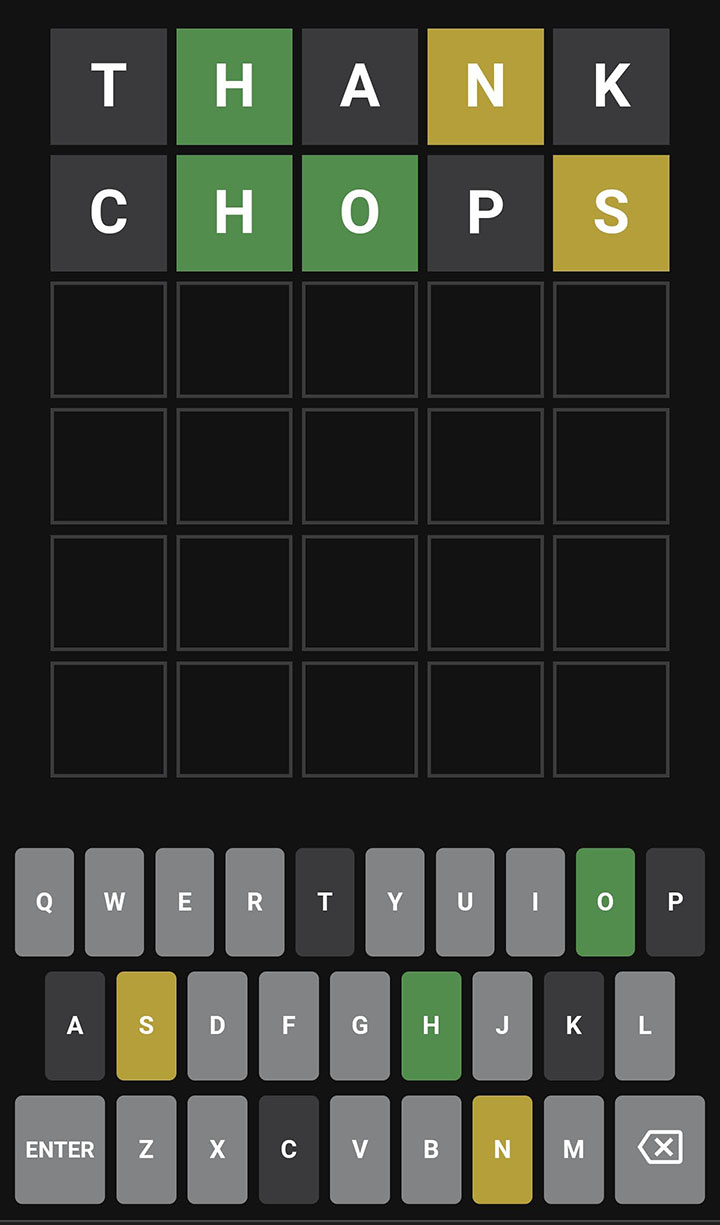 T H A N K
C H O P S
Q W E R T Y U I O P
A S D F G H J K L
ENTER Z X C V B N M